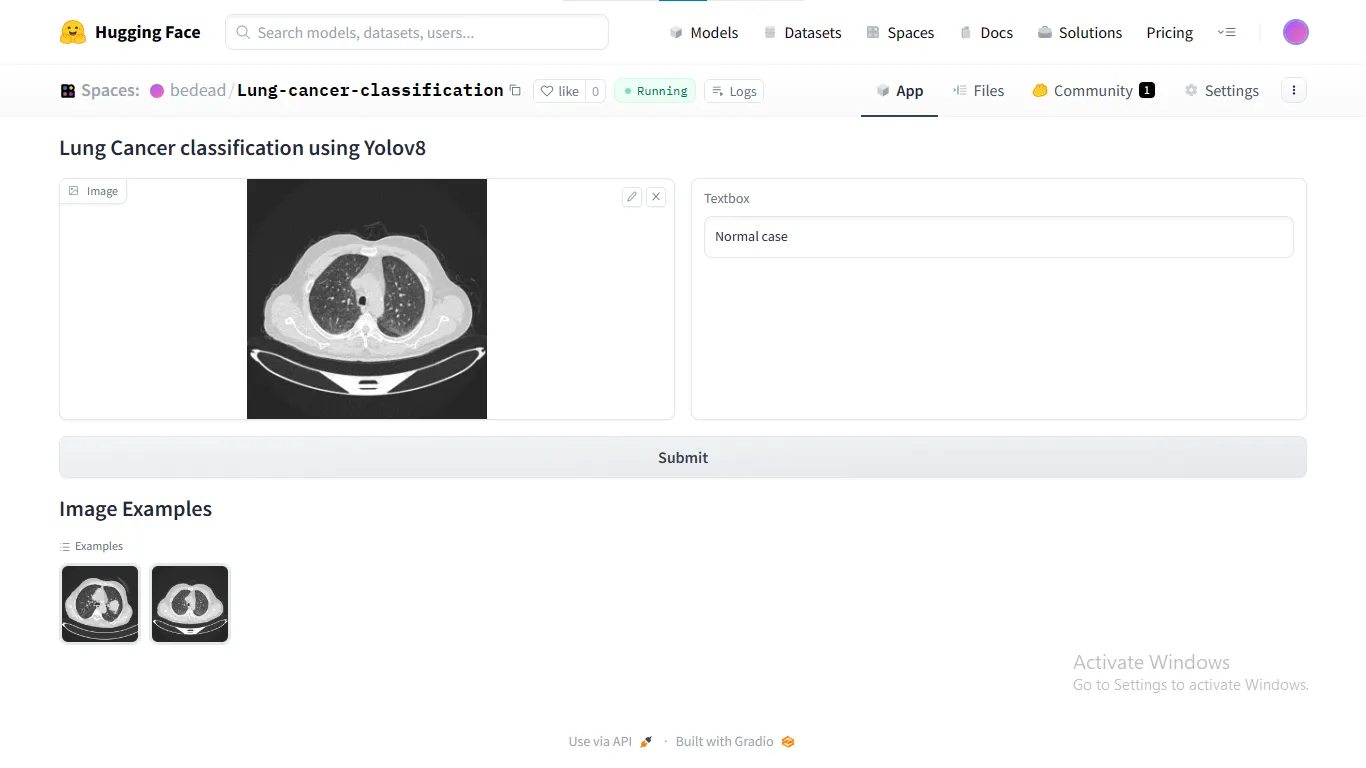 Hugging Face
Search models, datasets, users...
Models
Datasets
Spaces
Docs
Solutions
Pricing
Spaces:
bedead/Lung-cancer-classification
like 0
Running
Logs
App
Files
Community 1
Settings
Lung Cancer classification using Yolov8
Image
Textbox
Normal case
Submit
Image Examples
Examples
Activate Windows
Go to Settings to activate Windows.
Use via API · Built with Gradio